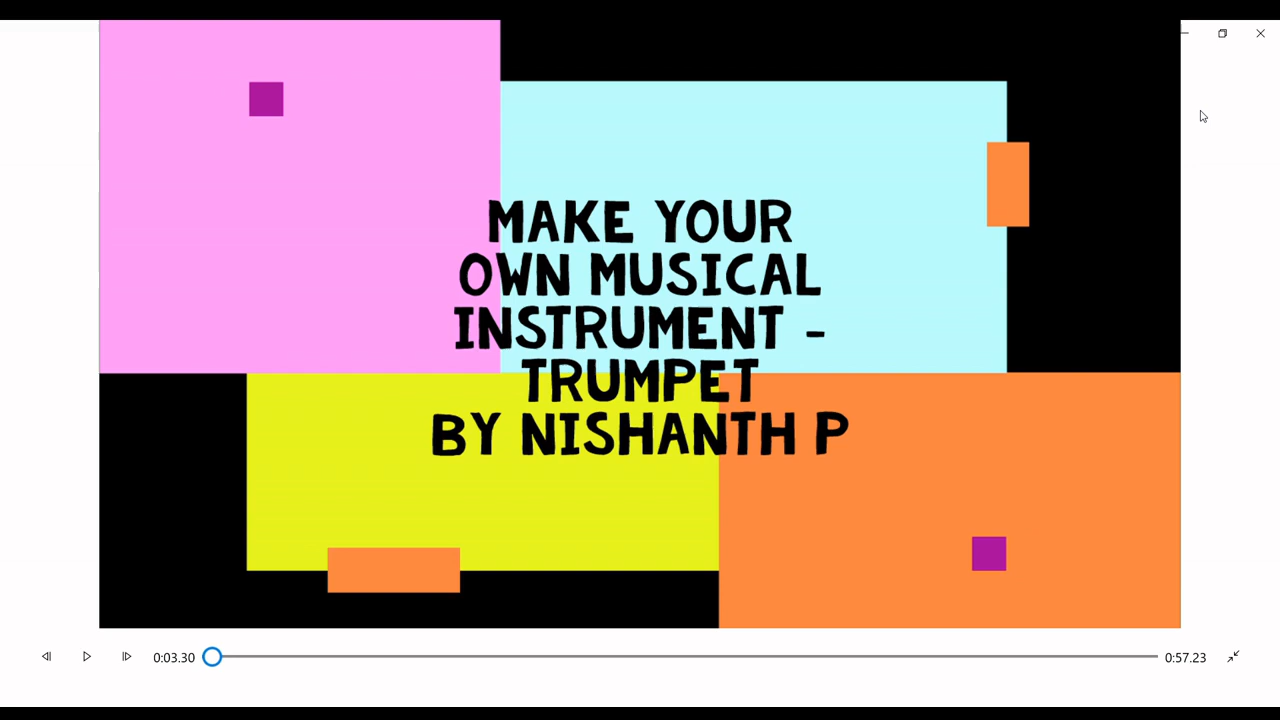 MAKE YOUR
OWN MUSICAL
INSTRUMENT -
TRUMPET
BY NISHANTH P
0:03.30
0:57.23